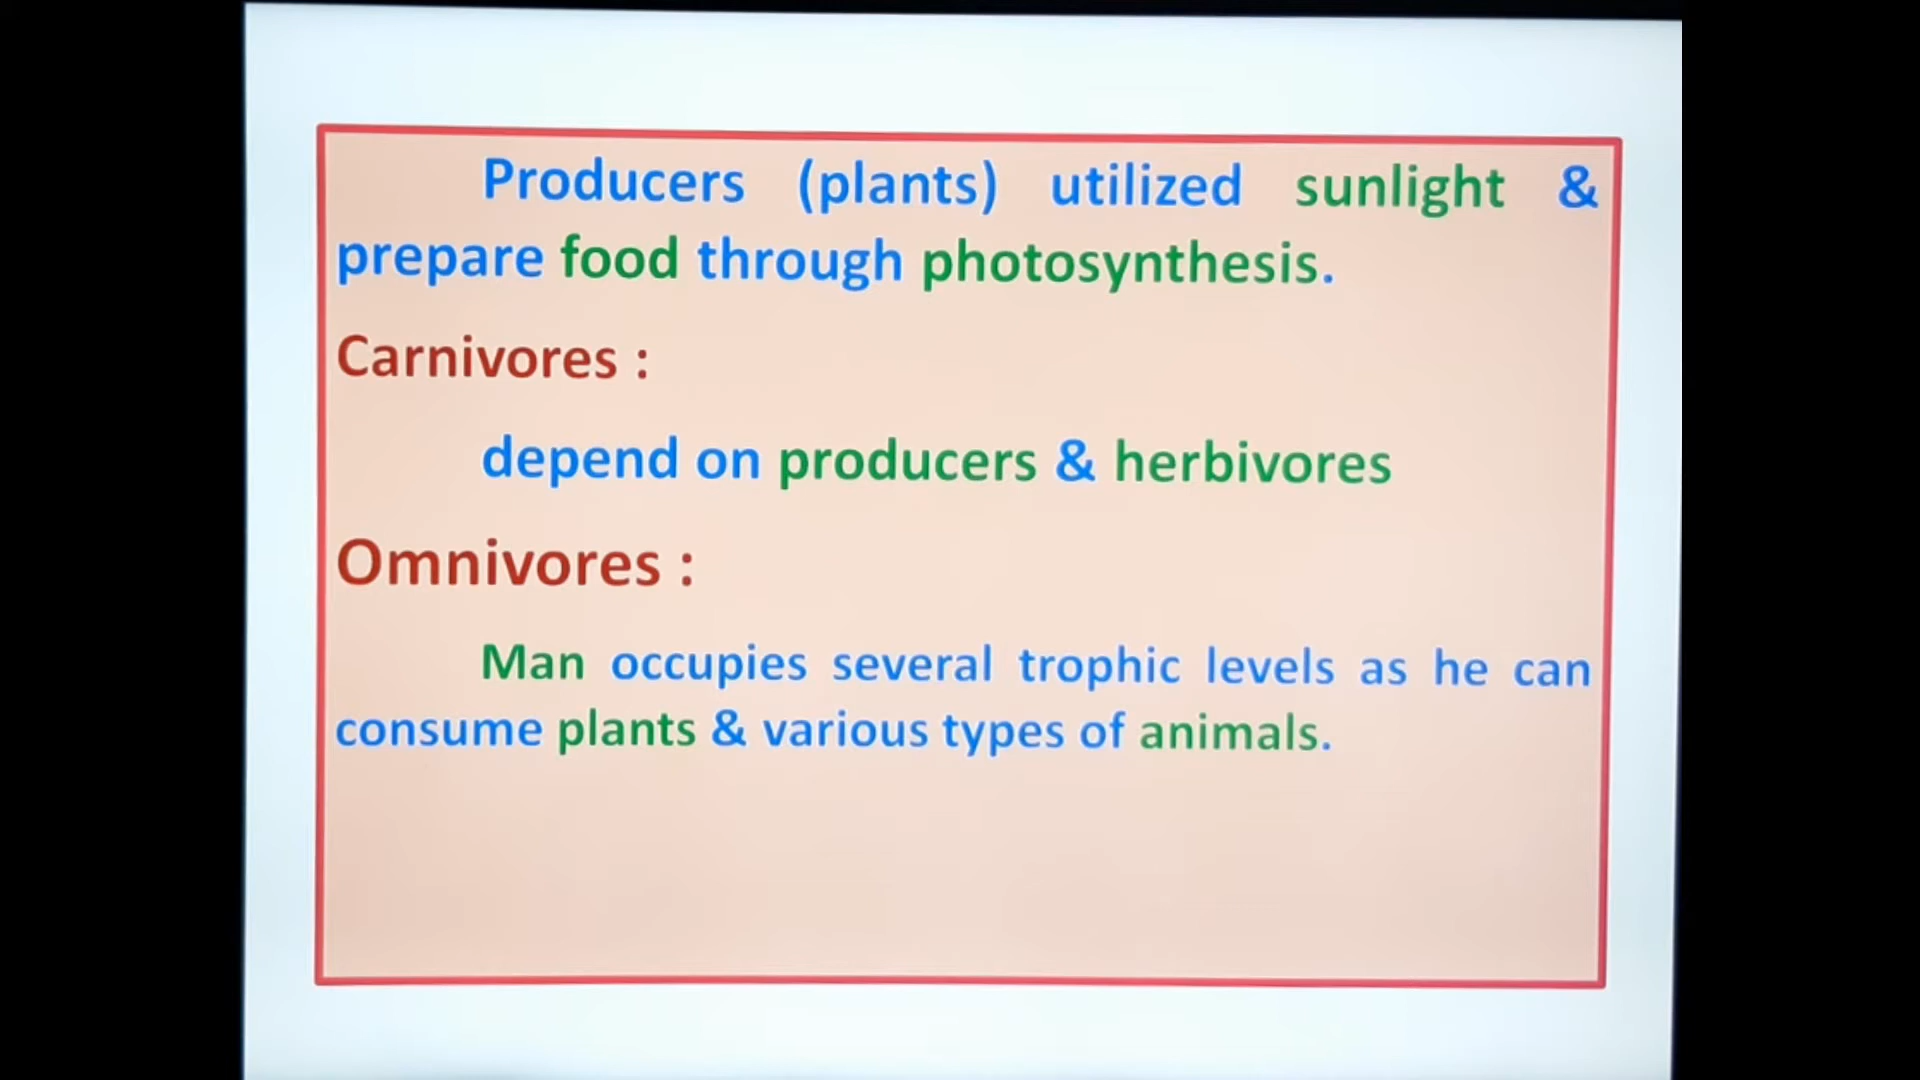 Producers (plants) utilized sunlight &
prepare food through photosynthesis.
Carnivores :
depend on producers & herbivores
Omnivores :
Man occupies several trophic levels as he can
consume plants & various types of animals.